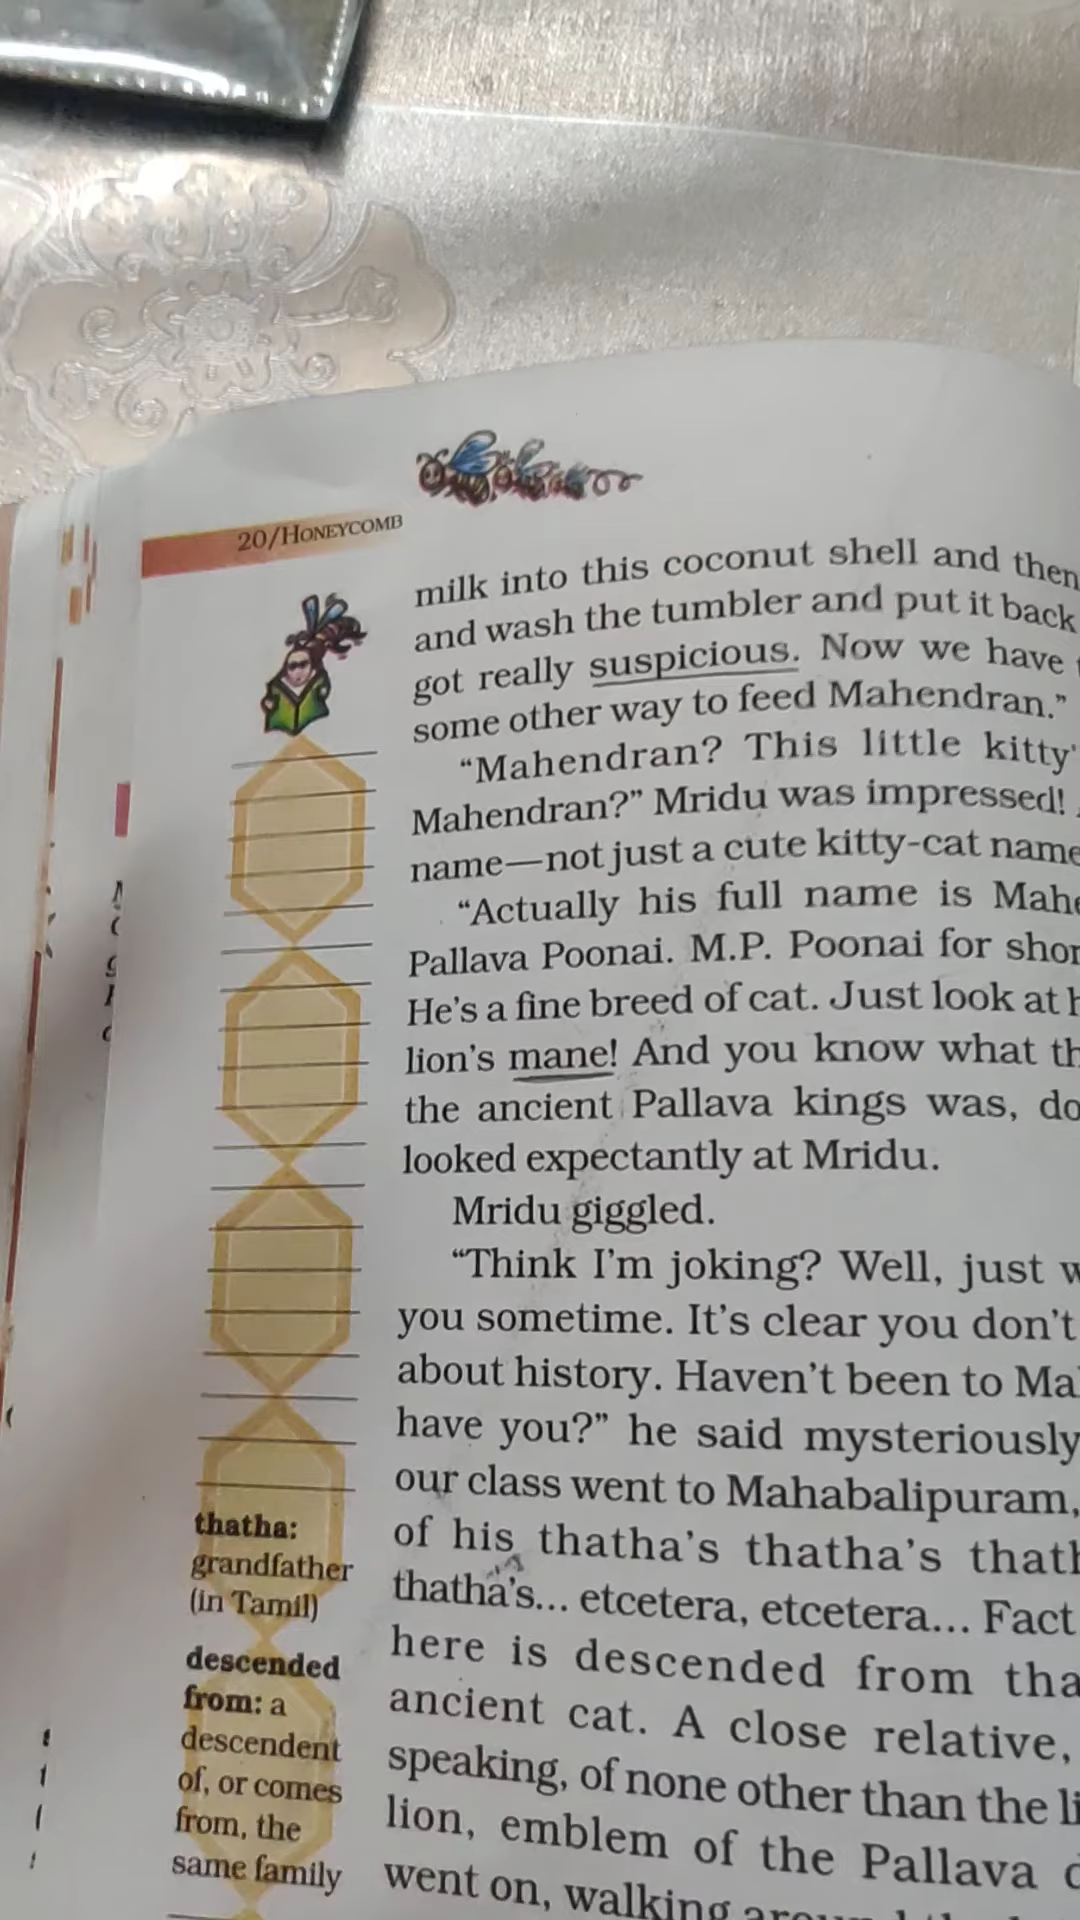 20/HONEYCOMB
milk into this coconut shell and then
and wash the tumbler and put it back
got really suspicious. Now we have
some other way to feed Mahendran.”
“Mahendran? This little kitty’
Mahendran?” Mridu was impressed!
name—not just a cute kitty-cat name
“Actually his full name is
Pallava Poonai. M.P. Poonai for
He’s a fine breed of cat. Just look at
lion’s mane! And you know what
the ancient Pallava kings was,
looked expectantly at Mridu.
Mridu giggled.
“Think I’m joking? Well, just
you sometime. It’s clear you don’t
about history. Haven’t been to
have you?” he said mysteriously
our class went to Mahabalipuram,
of his thatha’s thatha’s
thatha’s... etcetera, etcetera... Fact
here is descended from
ancient cat. A close relative,
speaking, of none other than the
lion, emblem of the Pallava
went on, walking
thatha:
grandfather
(in Tamil)
descended
from: a
descendent
of, or comes
from, the
same family